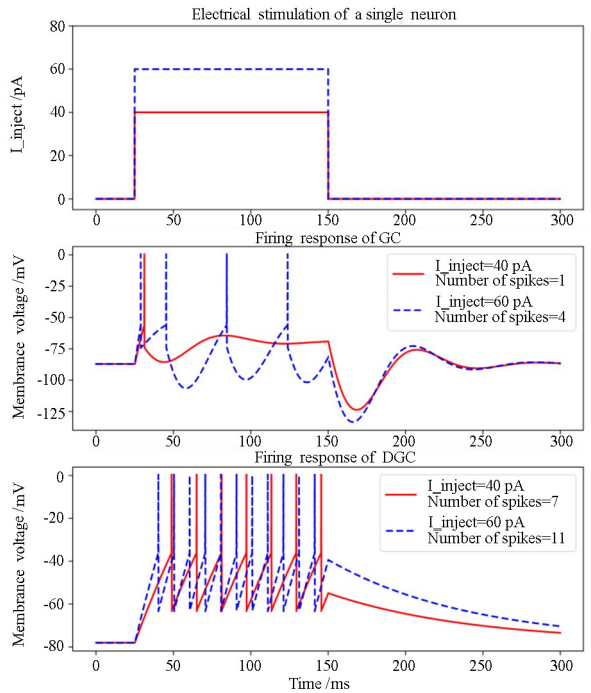 Electrical stimulation of a single neuron
I_inject /pA
80
60
40
20
0
0 50 100 150 200 250 300
Firing response of GC
Membrance voltage /mV
0
-25
-50
-75
-100
-125
I_inject=40 pA
Number of spikes=1
I_inject=60 pA
Number of spikes=4
0 50 100 150 200 250 300
Firing response of DGC
Membrance voltage /mV
0
-20
-40
-60
-80
I_inject=40 pA
Number of spikes=7
I_inject=60 pA
Number of spikes=11
0 50 100 150 200 250 300
Time /ms